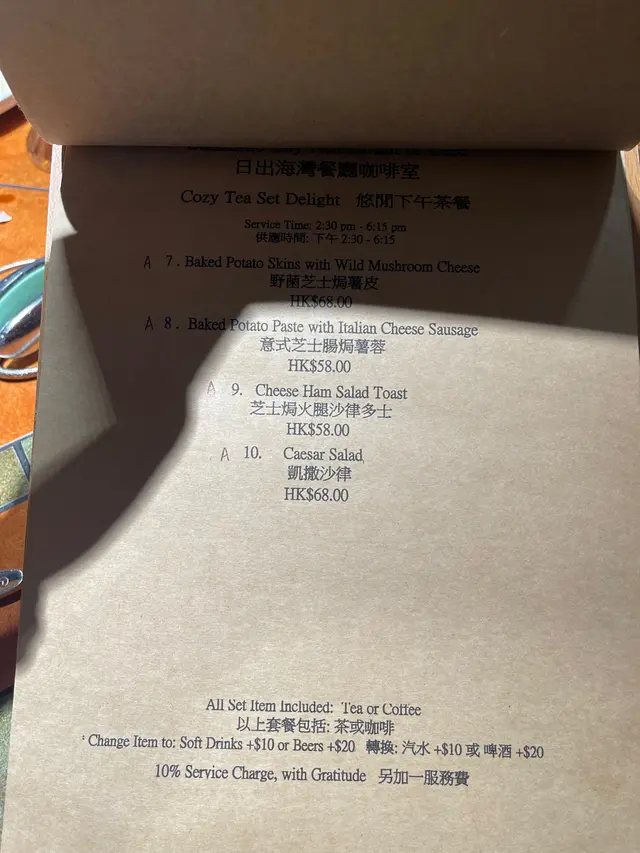 日出海灣餐廳咖啡室
Cozy Tea Set Delight 悠閒下午茶餐
Service Time: 2:30 pm - 6:15 pm
供應時間: 下午 2:30 - 6:15
A 7 . Baked Potato Skins with Wild Mushroom Cheese
野菌芝士焗薯皮
HK$68.00
A 8 . Baked Potato Paste with Italian Cheese Sausage
意式芝士腸焗薯蓉
HK$58.00
A 9. Cheese Ham Salad Toast
芝士焗火腿沙律多士
HK$58.00
A 10. Caesar Salad
凱撒沙律
HK$68.00
All Set Item Included: Tea or Coffee
以上套餐包括: 茶或咖啡
Change Item to: Soft Drinks +$10 or Beers +$20 轉換: 汽水 +$10 或 啤酒 +$20
10% Service Charge, with Gratitude 另加一服務費